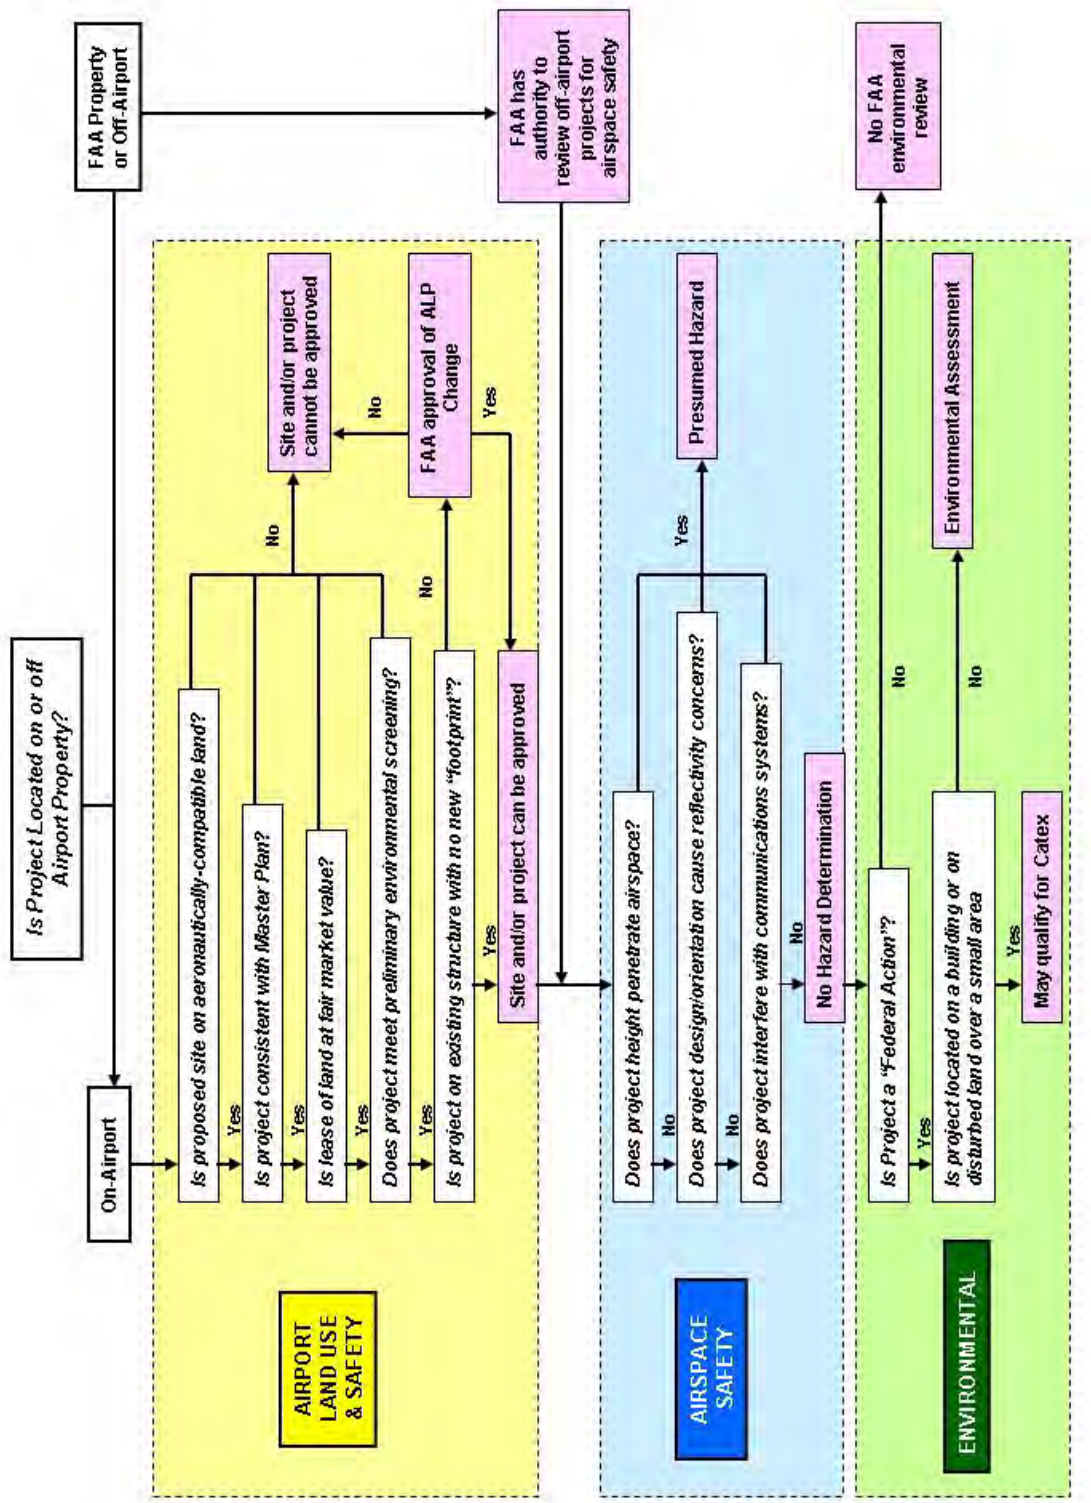 Is Project Located on or off
Airport Property?
On-Airport
FAA Property
or Off-Airport
AIRPORT
LAND USE
& SAFETY
Is proposed site on aeronautically-compatible land?
Yes
Is project consistent with Master Plan?
Yes
Is lease of land at fair market value?
Yes
Does project meet preliminary environmental screening?
Yes
Is project on existing structure with no new "footprint"?
Yes
Site and/or project can be approved
No
Site and/or project
cannot be approved
No
No
FAA approval of ALP
Change
Yes
FAA has
authority to
review off-airport
projects for
airspace safety
AIRSPACE
SAFETY
Does project height penetrate airspace?
No
Does project design/orientation cause reflectivity concerns?
No
Does project interfere with communications systems?
No
No Hazard Determination
Yes
Presumed Hazard
ENVIRONMENTAL
Is Project a "Federal Action"?
Yes
No
No FAA
environmental
review
Is project located on a building or on
disturbed land over a small area
No
Environmental Assessment
Yes
May qualify for Catex